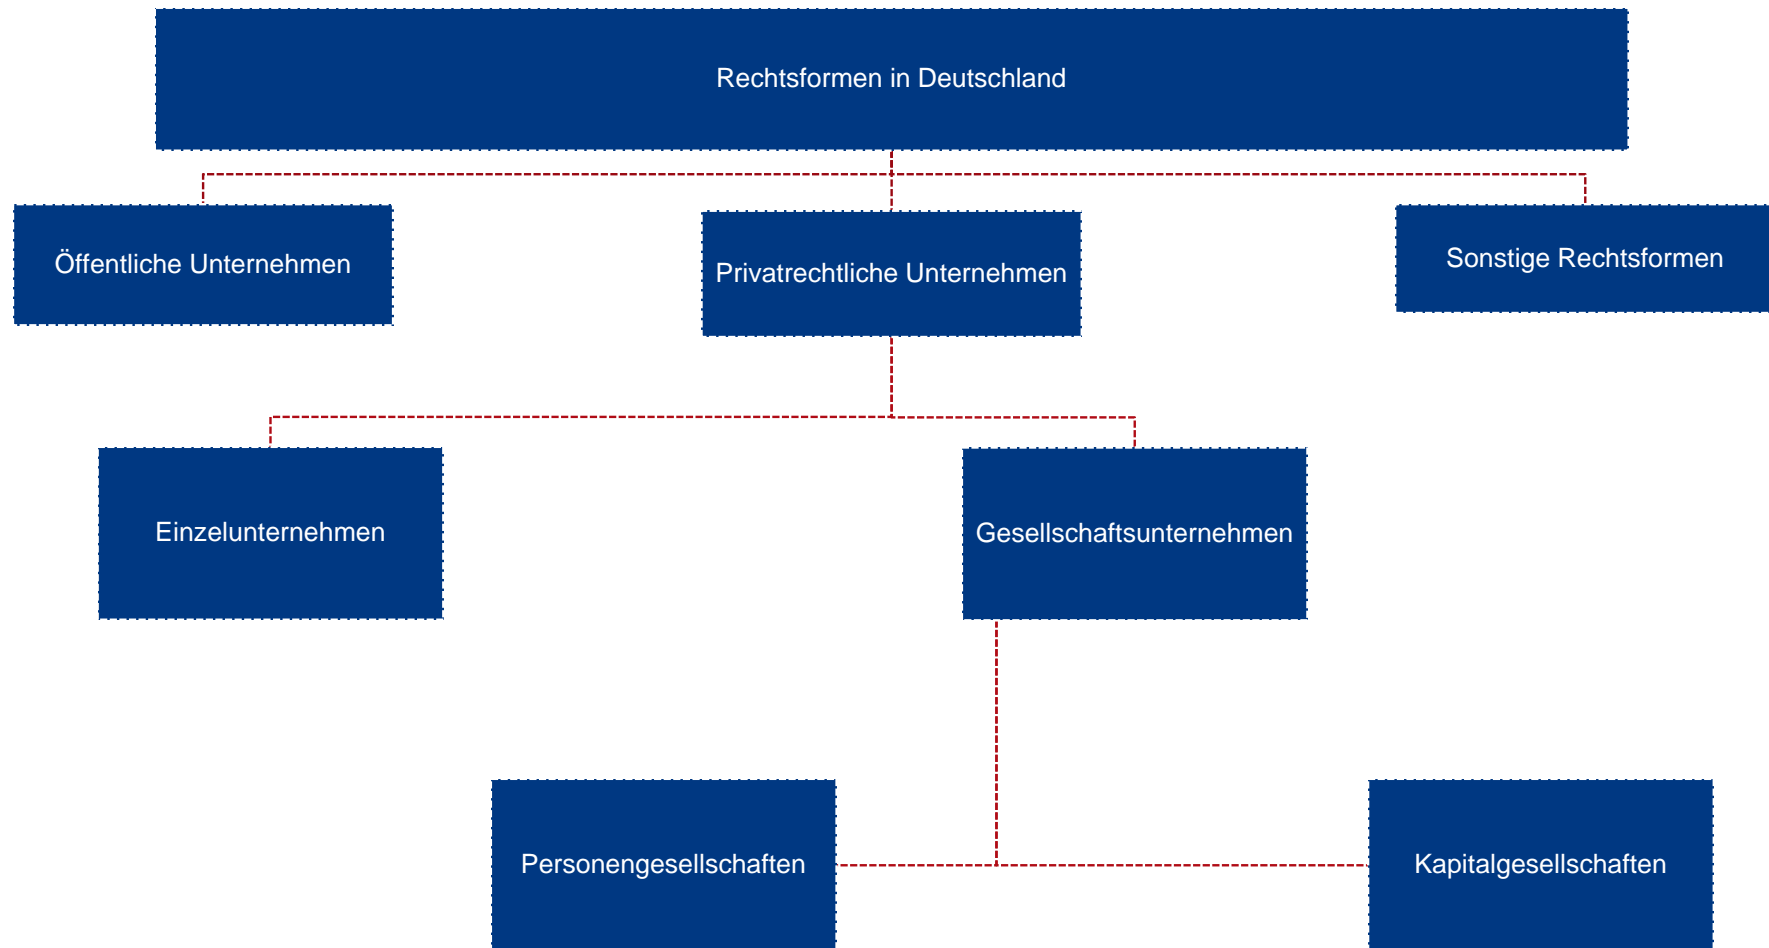 Rechtsformen in Deutschland
Öffentliche Unternehmen
Privatrechtliche Unternehmen
Sonstige Rechtsformen
Einzelunternehmen
Gesellschaftsunternehmen
Personengesellschaften
Kapitalgesellschaften